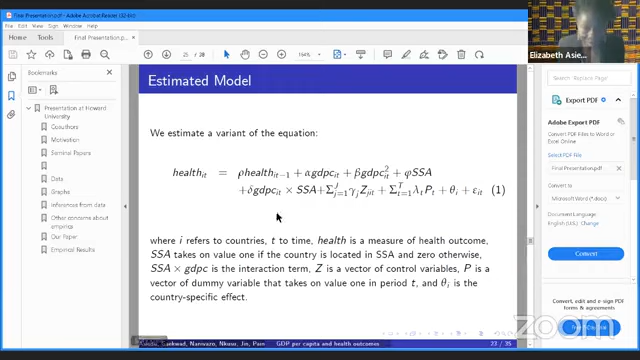 Final Presentation.pdf - Adobe Acrobat Reader (32-bit)
File Edit View Sign Window Help
Home
Tools
Final Presentation....
25 / 28
Elizabeth Asie
Bookmarks
Presentation at Howard
University
Coauthors
Motivation
Seminal Papers
Data
Graphs
Inferences from data
Other concerns about
empirics
Our Paper
Empirical Results
Estimated Model
We estimate a variant of the equation:
health_it = ρhealth_it−1 + αgdpc_it + βgdpc²_it + φSSA
+δgdpc_it × SSA+Σ^J_j=1 γ_j Z_jit + Σ^T_t=1 λ_t P_t + θ_i + ε_it (1)
where i refers to countries, t to time, health is a measure of health outcome,
SSA takes on value one if the country is located in SSA and zero otherwise,
SSA × gdpc is the interaction term, Z is a vector of control variables, P is a
vector of dummy variable that takes on value one in period t, and θ_i is the
country-specific effect.
Nanivazo, Nkusu, Jin, Pain
GDP per capita and health outcomes
23 / 35
Export PDF
Adobe Export PDF
Convert PDF Files to Word
or Excel Online
Select PDF File
Final Presentation.pdf
Convert to
Microsoft Word (*.docx)
Document Language:
Convert
Convert, edit and e-sign PDF
forms & agreements
zoom